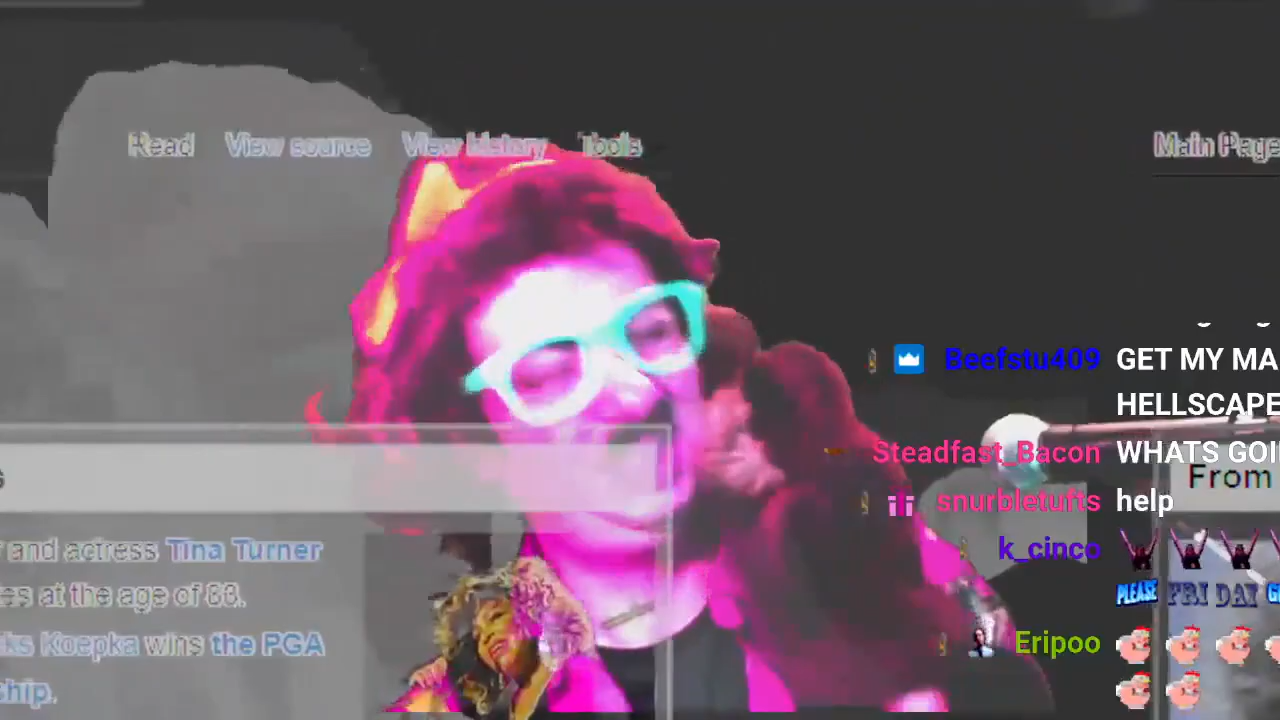 Read View source View history Tools
Main Page
Beefstu409 GET MY MA
HELLSCAPE
Steadfast_Bacon WHATS GOI
From
snurbletufts help
and actress Tina Turner
k_cinco
es at the age of 83.
PLEASE FRI DAY
ks Koepka wins the PGA
Eripoo
ship.